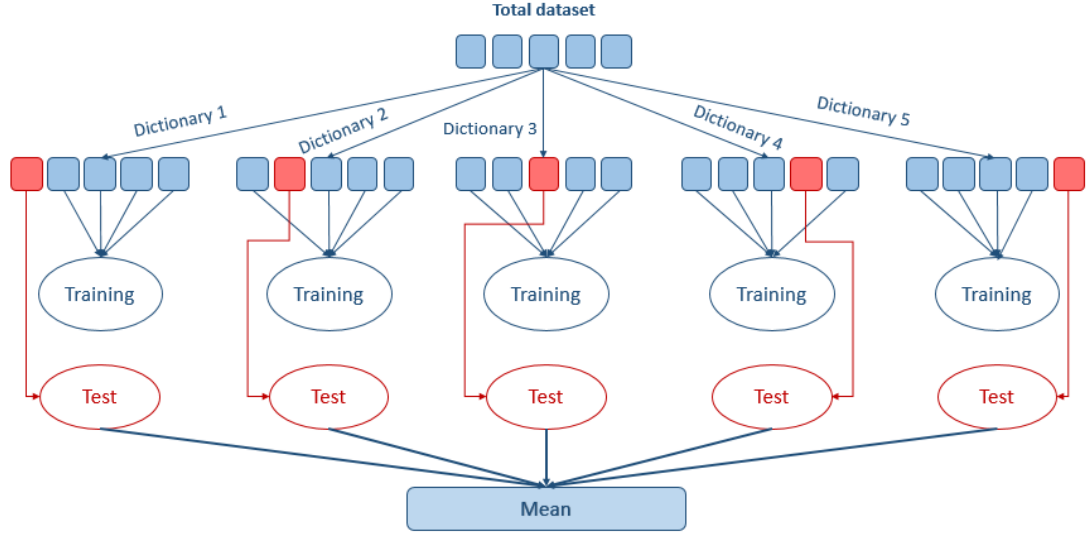 Total dataset
Dictionary 1
Dictionary 2
Dictionary 3
Dictionary 4
Dictionary 5
Training
Training
Training
Training
Training
Test
Test
Test
Test
Test
Mean